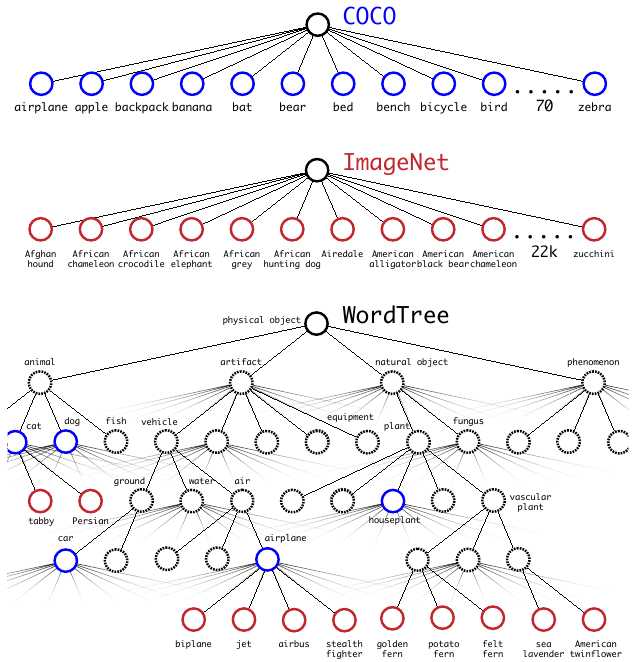 COCO
airplane apple backpack banana bat bear bed bench bicycle bird ..... 70 zebra
ImageNet
Afghan hound
African chameleon
African crocodile
African elephant
African grey
African hunting dog
Airedale
American alligator
American black bear
American chameleon
..... 22k
zucchini
WordTree
physical object
animal artifact natural object phenomenon
cat dog fish vehicle equipment plant fungus
ground water air
tabby Persian houseplant vascular plant
car airplane
biplane jet airbus
stealth fighter
golden fern
potato fern
felt fern
sea lavender
American twinflower